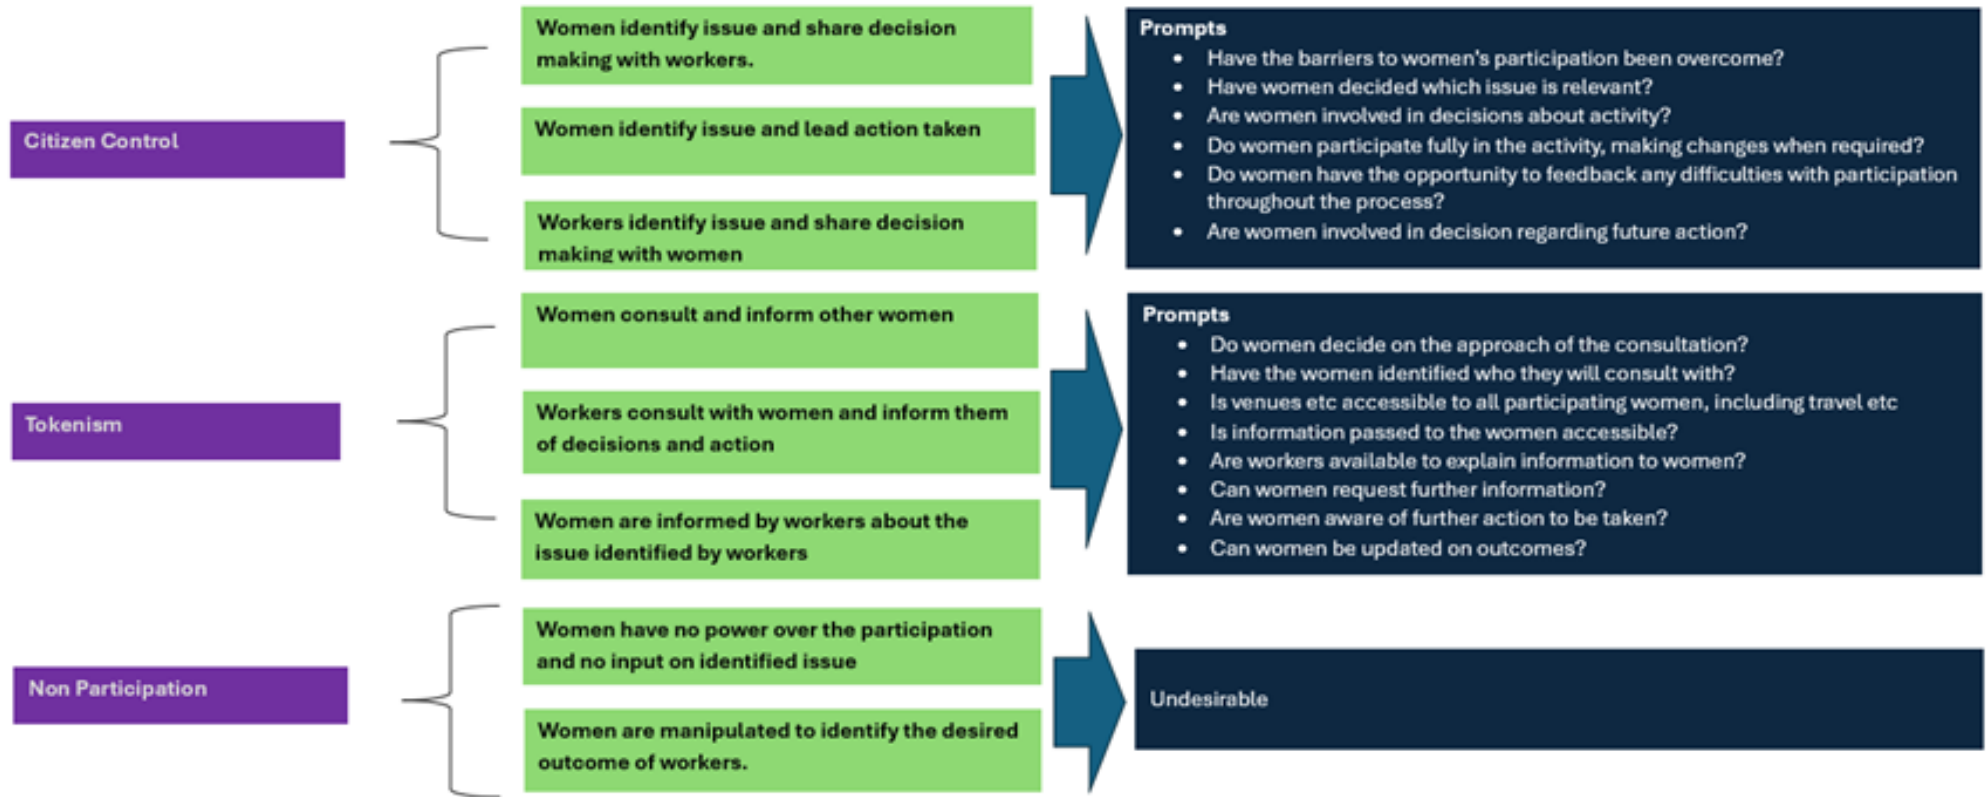 Citizen Control
Women identify issue and share decision
making with workers.
Women identify issue and lead action taken
Workers identify issue and share decision
making with women
Prompts
• Have the barriers to women's participation been overcome?
• Have women decided which issue is relevant?
• Are women involved in decisions about activity?
• Do women participate fully in the activity, making changes when required?
• Do women have the opportunity to feedback any difficulties with participation
throughout the process?
• Are women involved in decision regarding future action?
Tokenism
Women consult and inform other women
Workers consult with women and inform them
of decisions and action
Women are informed by workers about the
issue identified by workers
Prompts
• Do women decide on the approach of the consultation?
• Have the women identified who they will consult with?
• Is venues etc accessible to all participating women, including travel etc
• Is information passed to the women accessible?
• Are workers available to explain information to women?
• Can women request further information?
• Are women aware of further action to be taken?
• Can women be updated on outcomes?
Non Participation
Women have no power over the participation
and no input on identified issue
Women are manipulated to identify the desired
outcome of workers.
Undesirable